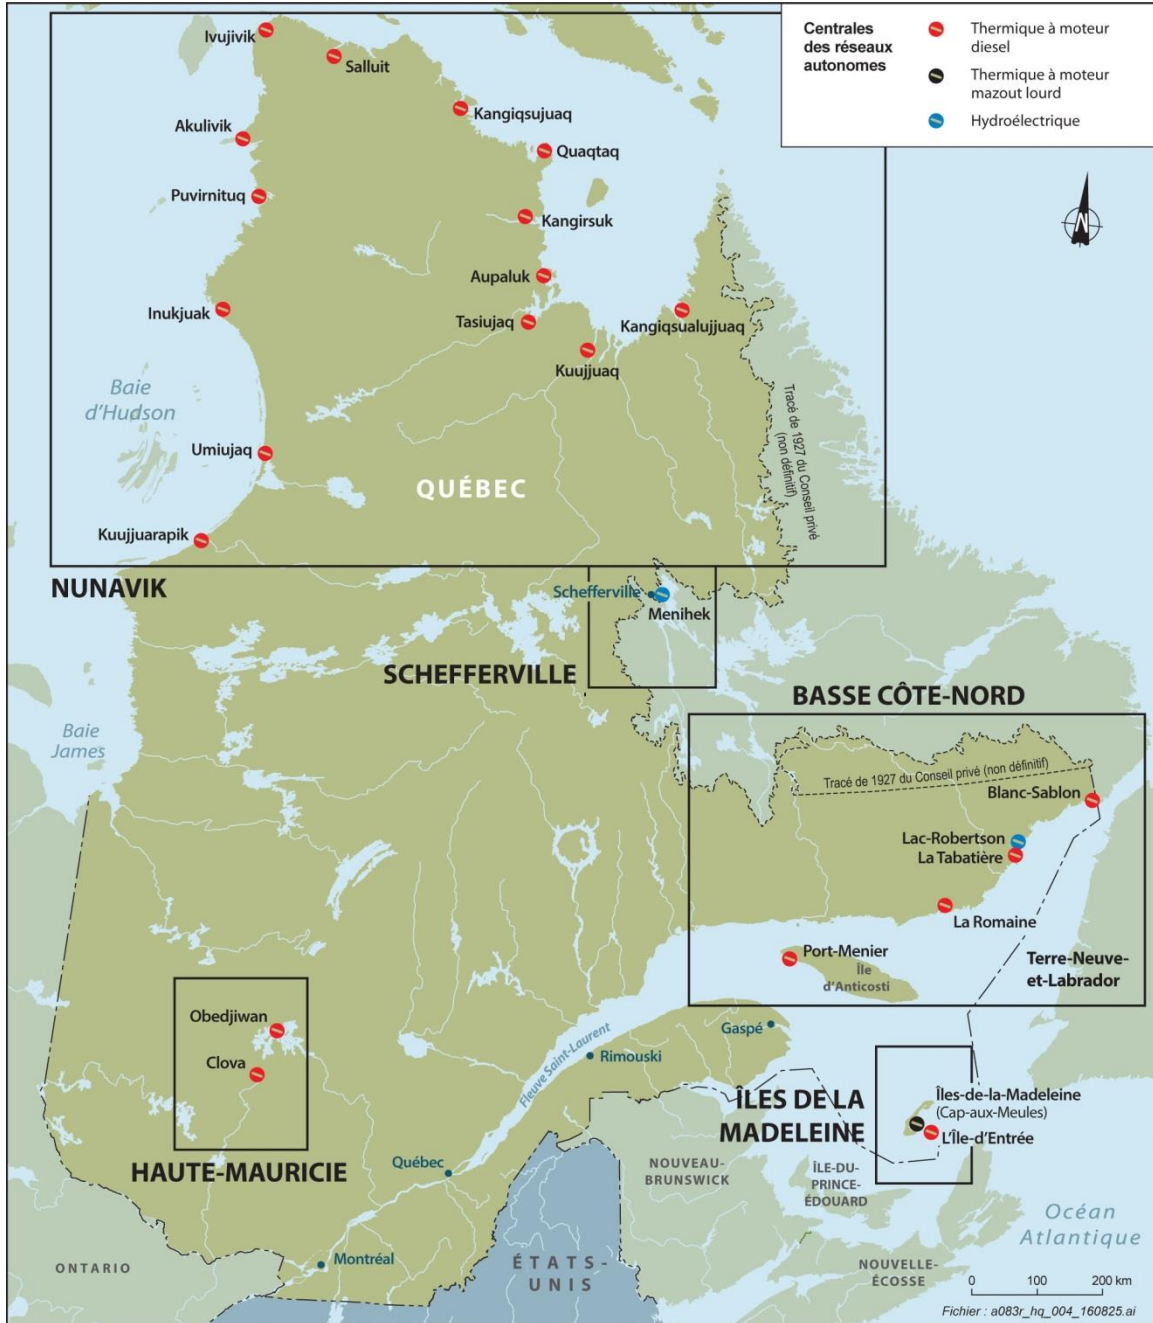 Centrales
des réseaux
autonomes
Thermique à moteur
diesel
Thermique à moteur
mazout lourd
Hydroélectrique
N
Ivujivik
Salluit
Kangiqsujuaq
Akulivik
Quaqtaq
Puvirnituq
Kangirsuk
Aupaluk
Inukjuak
Tasiujaq
Kangiqsualujjuaq
Kuujjuaq
Baie
d'Hudson
Tracé de 1927 du Conseil privé
(non définitif)
Umiujaq
QUÉBEC
Kuujjuarapik
NUNAVIK
Schefferville
Menihek
SCHEFFERVILLE
BASSE CÔTE-NORD
Baie
James
Tracé de 1927 du Conseil privé (non définitif)
Blanc-Sablon
Lac-Robertson
La Tabatière
La Romaine
Port-Menier
Île
d'Anticosti
Terre-Neuve-
et-Labrador
Obedjiwan
Clova
HAUTE-MAURICIE
Fleuve Saint-Laurent
Gaspé
Rimouski
ÎLES DE LA
MADELEINE
Îles-de-la-Madeleine
(Cap-aux-Meules)
L'Île-d'Entrée
Québec
NOUVEAU-
BRUNSWICK
ÎLE-DU-
PRINCE-
ÉDOUARD
Océan
Atlantique
Montréal
ONTARIO
ÉTATS-
UNIS
NOUVELLE-
ÉCOSSE
0 100 200 km
Fichier : a083r_hq_004_160825.ai